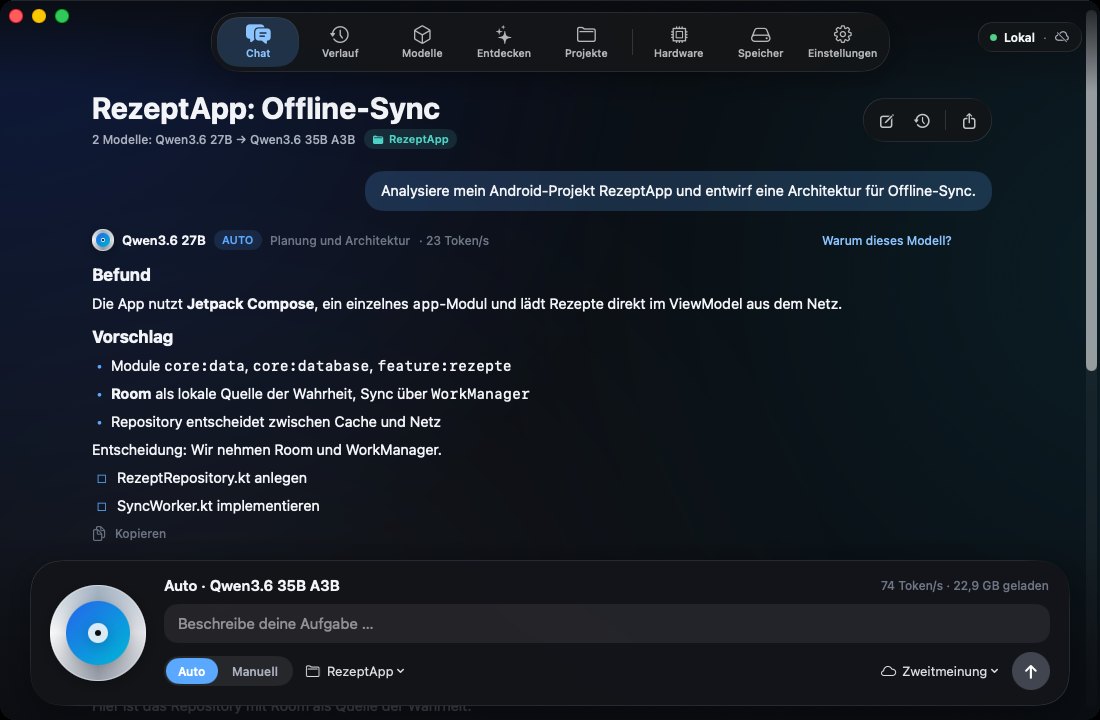 Chat
Verlauf
Modelle
Entdecken
Projekte
Hardware
Speicher
Einstellungen
Lokal ·
RezeptApp: Offline-Sync
2 Modelle: Qwen3.6 27B → Qwen3.6 35B A3B RezeptApp
Analysiere mein Android-Projekt RezeptApp und entwirf eine Architektur für Offline-Sync.
Qwen3.6 27B AUTO Planung und Architektur · 23 Token/s Warum dieses Modell?
Befund
Die App nutzt Jetpack Compose, ein einzelnes app-Modul und lädt Rezepte direkt im ViewModel aus dem Netz.
Vorschlag
• Module core:data, core:database, feature:rezepte
• Room als lokale Quelle der Wahrheit, Sync über WorkManager
• Repository entscheidet zwischen Cache und Netz
Entscheidung: Wir nehmen Room und WorkManager.
RezeptRepository.kt anlegen
SyncWorker.kt implementieren
Kopieren
Auto · Qwen3.6 35B A3B 74 Token/s · 22,9 GB geladen
Beschreibe deine Aufgabe ...
Auto Manuell RezeptApp Zweitmeinung
Hier ist das Repository mit Room als Quelle der Wahrheit.